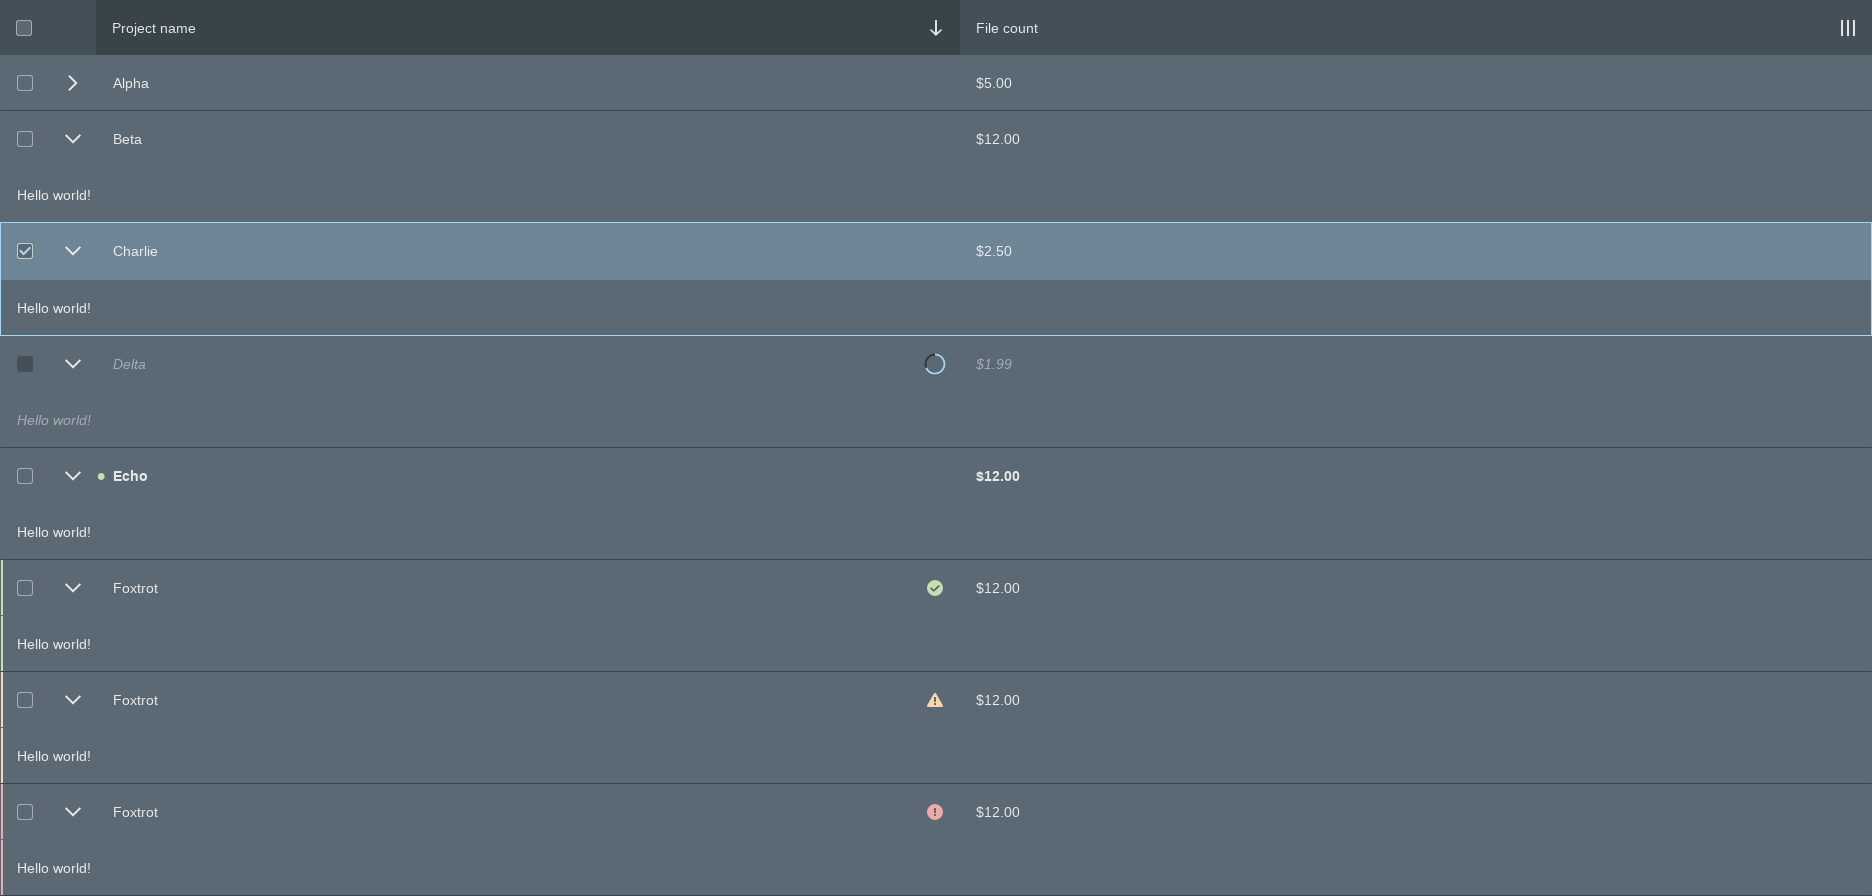 Project name File count
Alpha $5.00
Beta $12.00
Hello world!
Charlie $2.50
Hello world!
Delta $1.99
Hello world!
Echo $12.00
Hello world!
Foxtrot $12.00
Hello world!
Foxtrot $12.00
Hello world!
Foxtrot $12.00
Hello world!